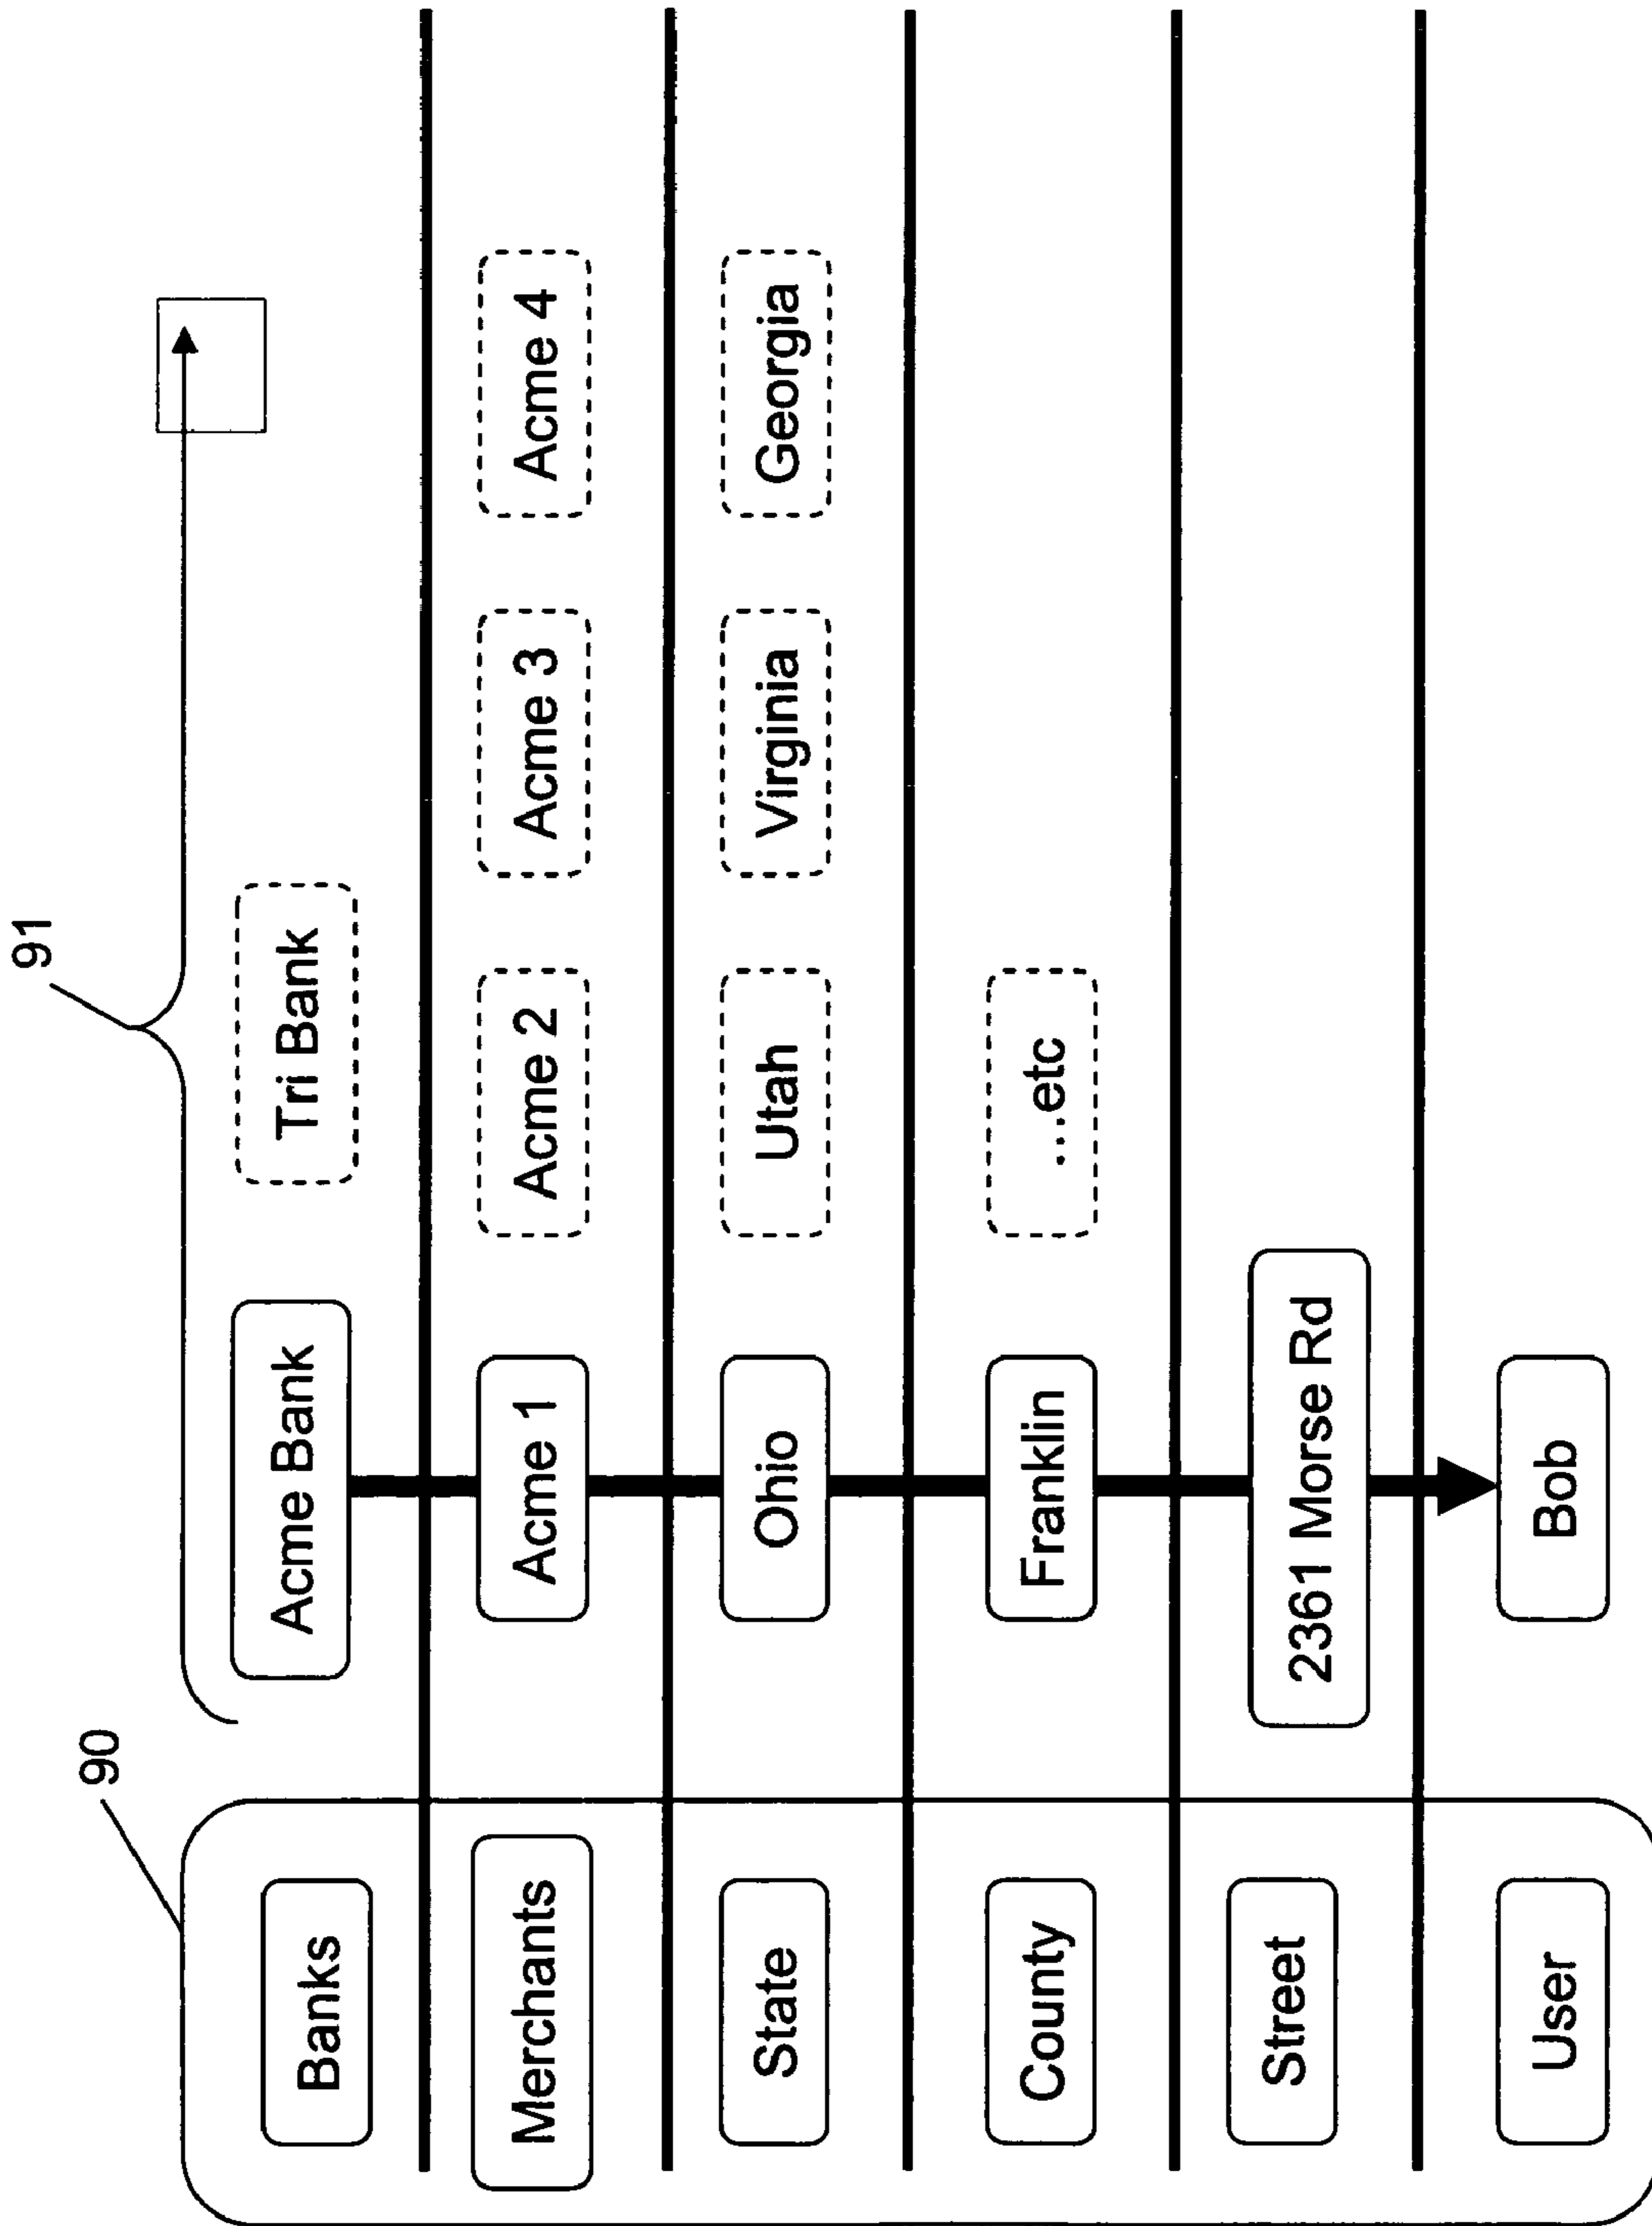 90
91
Banks
Acme Bank
Tri Bank
Merchants
Acme 1
Acme 2
Acme 3
Acme 4
State
Ohio
Utah
Virginia
Georgia
County
Franklin
...etc
Street
2361 Morse Rd
User
Bob